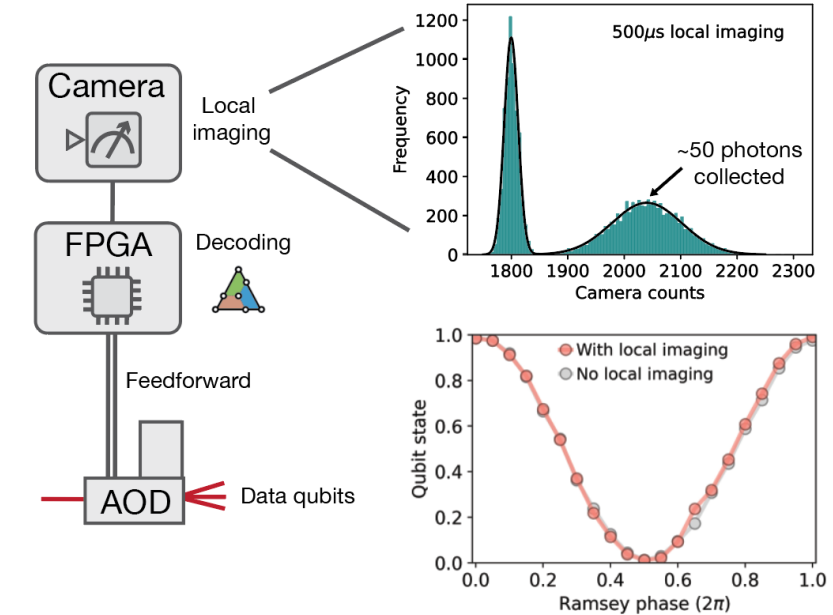 Camera
Local
imaging
FPGA
Decoding
Feedforward
AOD
Data qubits
500μs local imaging
~50 photons
collected
Frequency
1200
1000
800
600
400
200
0
1800 1900 2000 2100 2200 2300
Camera counts
With local imaging
No local imaging
Qubit state
1.0
0.8
0.6
0.4
0.2
0.0
0.0 0.2 0.4 0.6 0.8 1.0
Ramsey phase (2π)